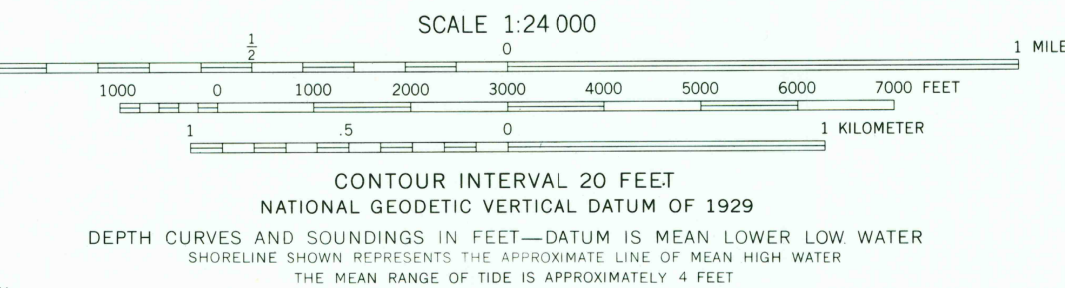 SCALE 1:24 000
½ 0 1 MILE
1000 0 1000 2000 3000 4000 5000 6000 7000 FEET
1 .5 0 1 KILOMETER
CONTOUR INTERVAL 20 FEET
NATIONAL GEODETIC VERTICAL DATUM OF 1929
DEPTH CURVES AND SOUNDINGS IN FEET—DATUM IS MEAN LOWER LOW WATER
SHORELINE SHOWN REPRESENTS THE APPROXIMATE LINE OF MEAN HIGH WATER
THE MEAN RANGE OF TIDE IS APPROXIMATELY 4 FEET